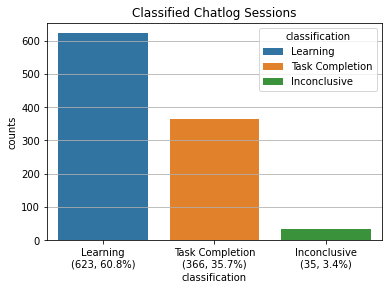 Classified Chatlog Sessions
classification
Learning
Task Completion
Inconclusive
counts
600
500
400
300
200
100
0
Learning
(623, 60.8%)
Task Completion
(366, 35.7%)
Inconclusive
(35, 3.4%)
classification